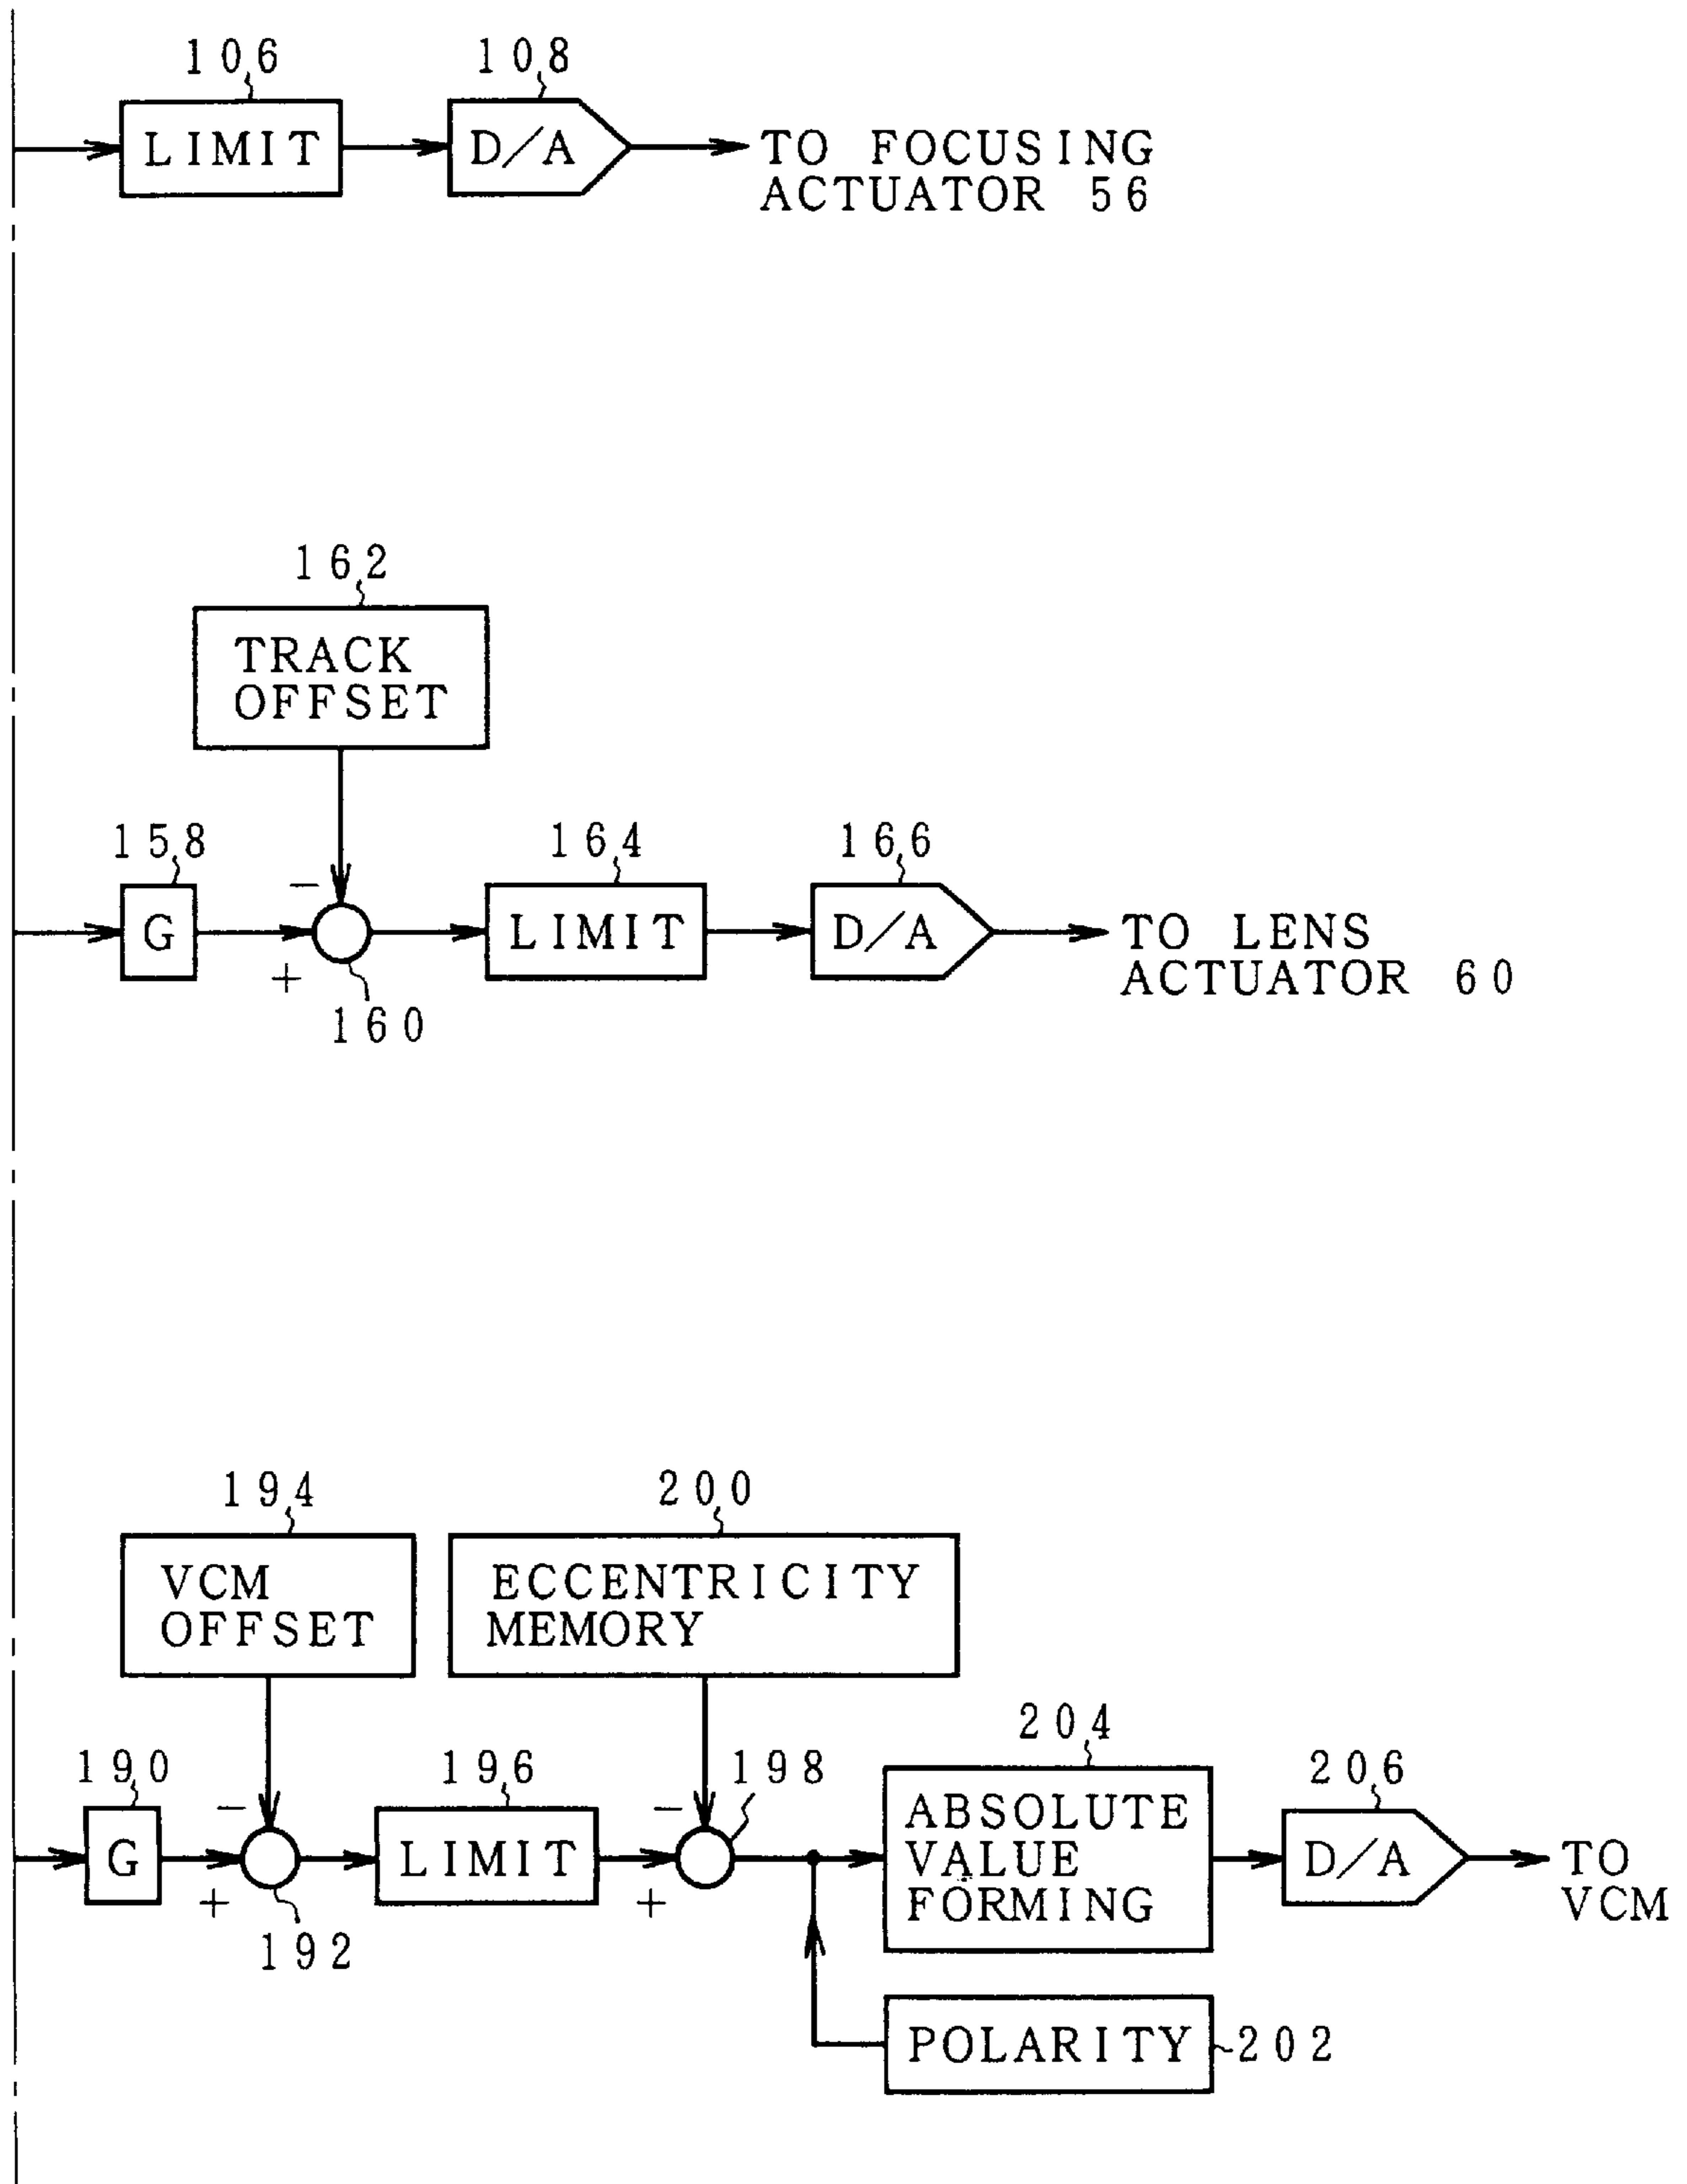 106
108
LIMIT
D/A
TO FOCUSING
ACTUATOR 56
162
TRACK
OFFSET
158
164
166
−
G
LIMIT
D/A
TO LENS
ACTUATOR 60
+
160
194
200
VCM
OFFSET
ECCENTRICITY
MEMORY
204
190
196
198
206
−
−
ABSOLUTE
VALUE
FORMING
G
LIMIT
D/A
TO
VCM
+
+
192
POLARITY
202